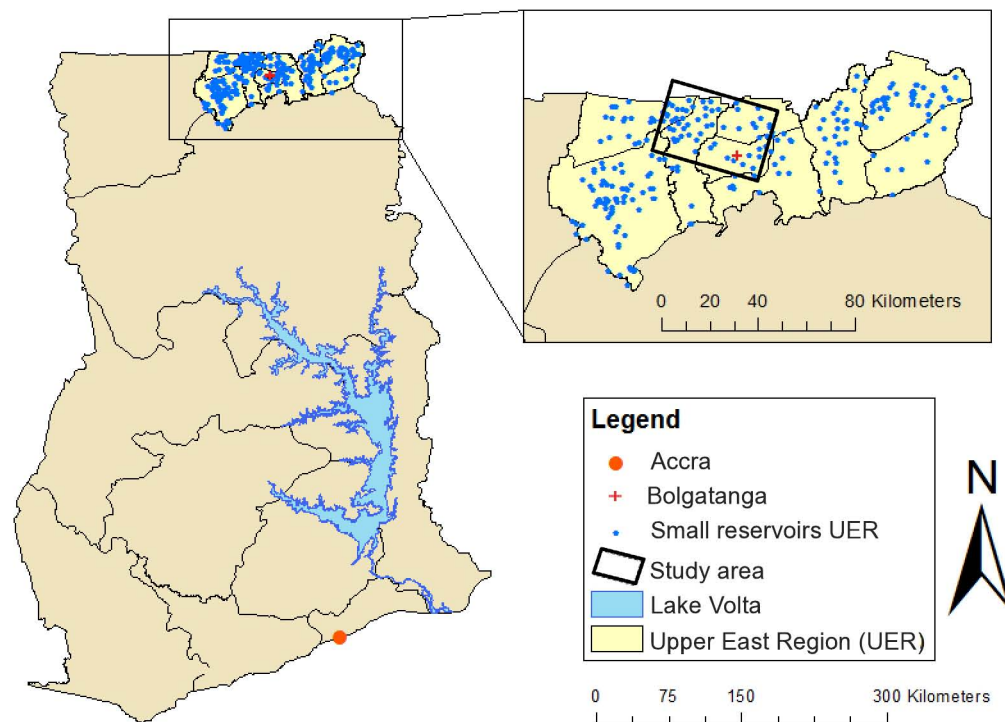 0 20 40 80 Kilometers
Legend
Accra
Bolgatanga
Small reservoirs UER
Study area
Lake Volta
Upper East Region (UER)
N
0 75 150 300 Kilometers